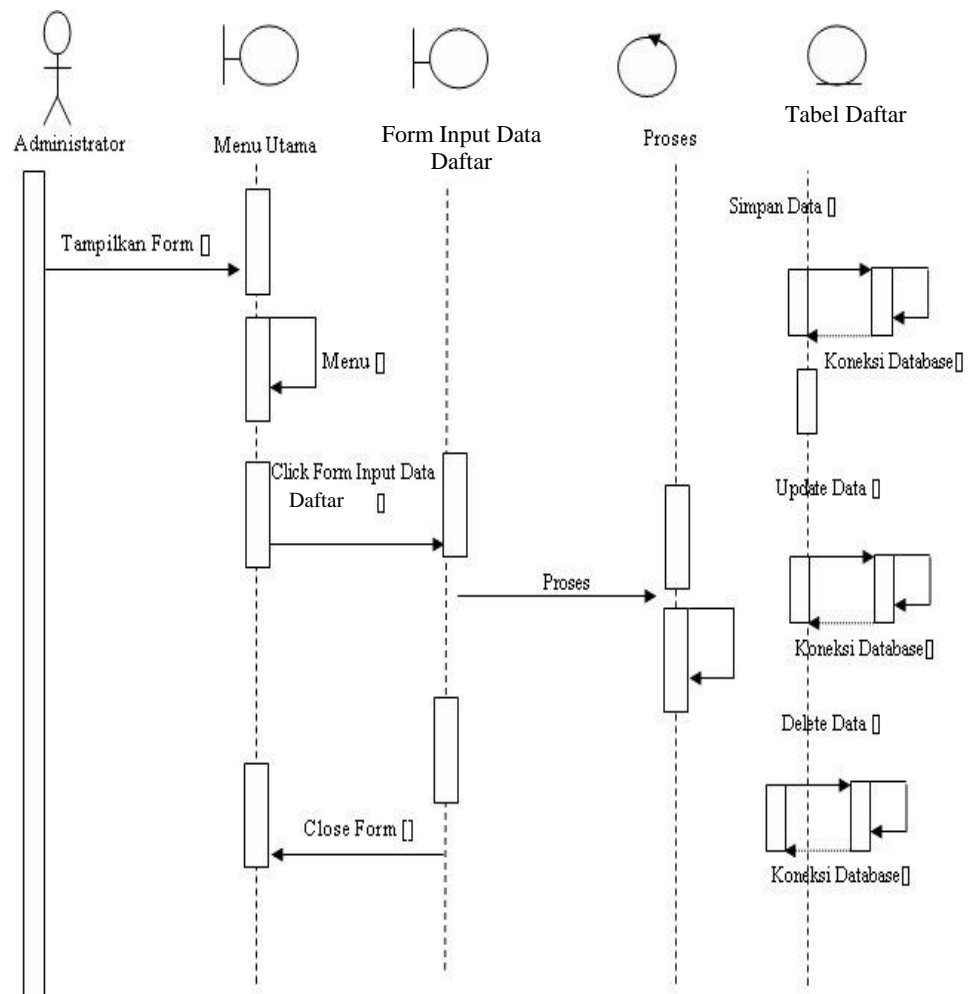 Administrator
Menu Utama
Form Input Data
Daftar
Proses
Tabel Daftar
Simpan Data []
Tampilkan Form []
Menu []
Koneksi Database[]
Click Form Input Data
Daftar []
Update Data []
Proses
Koneksi Database[]
Delete Data []
Close Form []
Koneksi Database[]